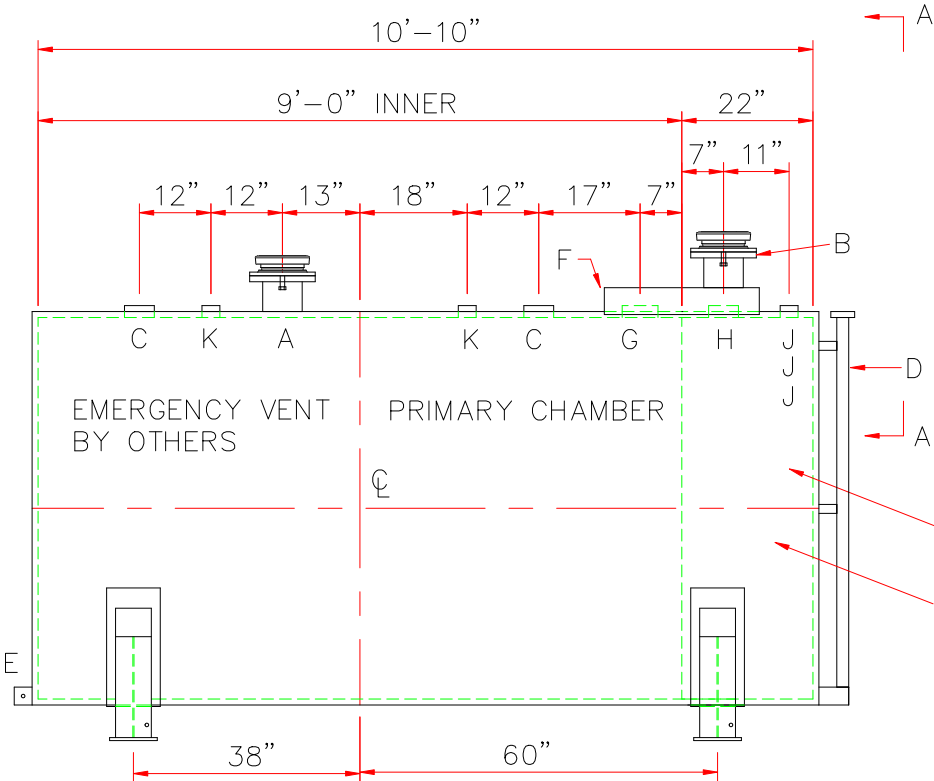 10'-10"
A
9'-0" INNER
22"
7"
11"
12"
12"
13"
18"
12"
17"
7"
B
F
C
K
A
K
C
G
H
J
J
J
D
EMERGENCY VENT
BY OTHERS
PRIMARY CHAMBER
A
℄
E
38"
60"